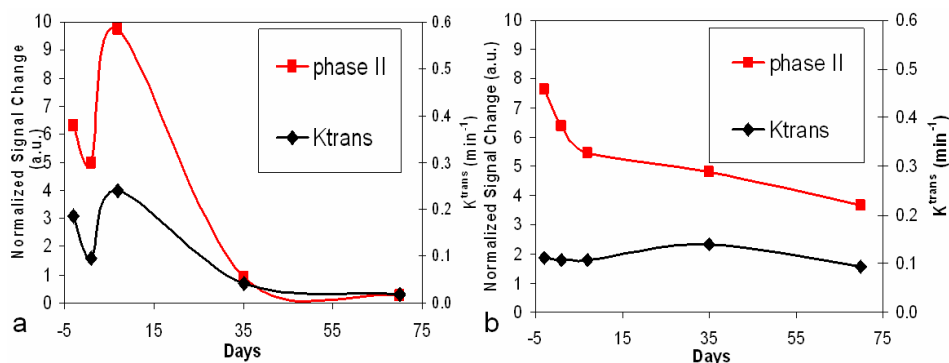 10
9
8
7
6
5
4
3
2
1
0
Normalized Signal Change
(a.u.)
phase II
Ktrans
0.6
0.5
0.4
0.3
0.2
0.1
0.0
Ktrans (min-1)
-5 15 35 55 75
Days
a
10
9
8
7
6
5
4
3
2
1
0
Normalized Signal Change (a.u.)
phase II
Ktrans
0.6
0.5
0.4
0.3
0.2
0.1
0.0
Ktrans (min-1)
-5 15 35 55 75
Days
b